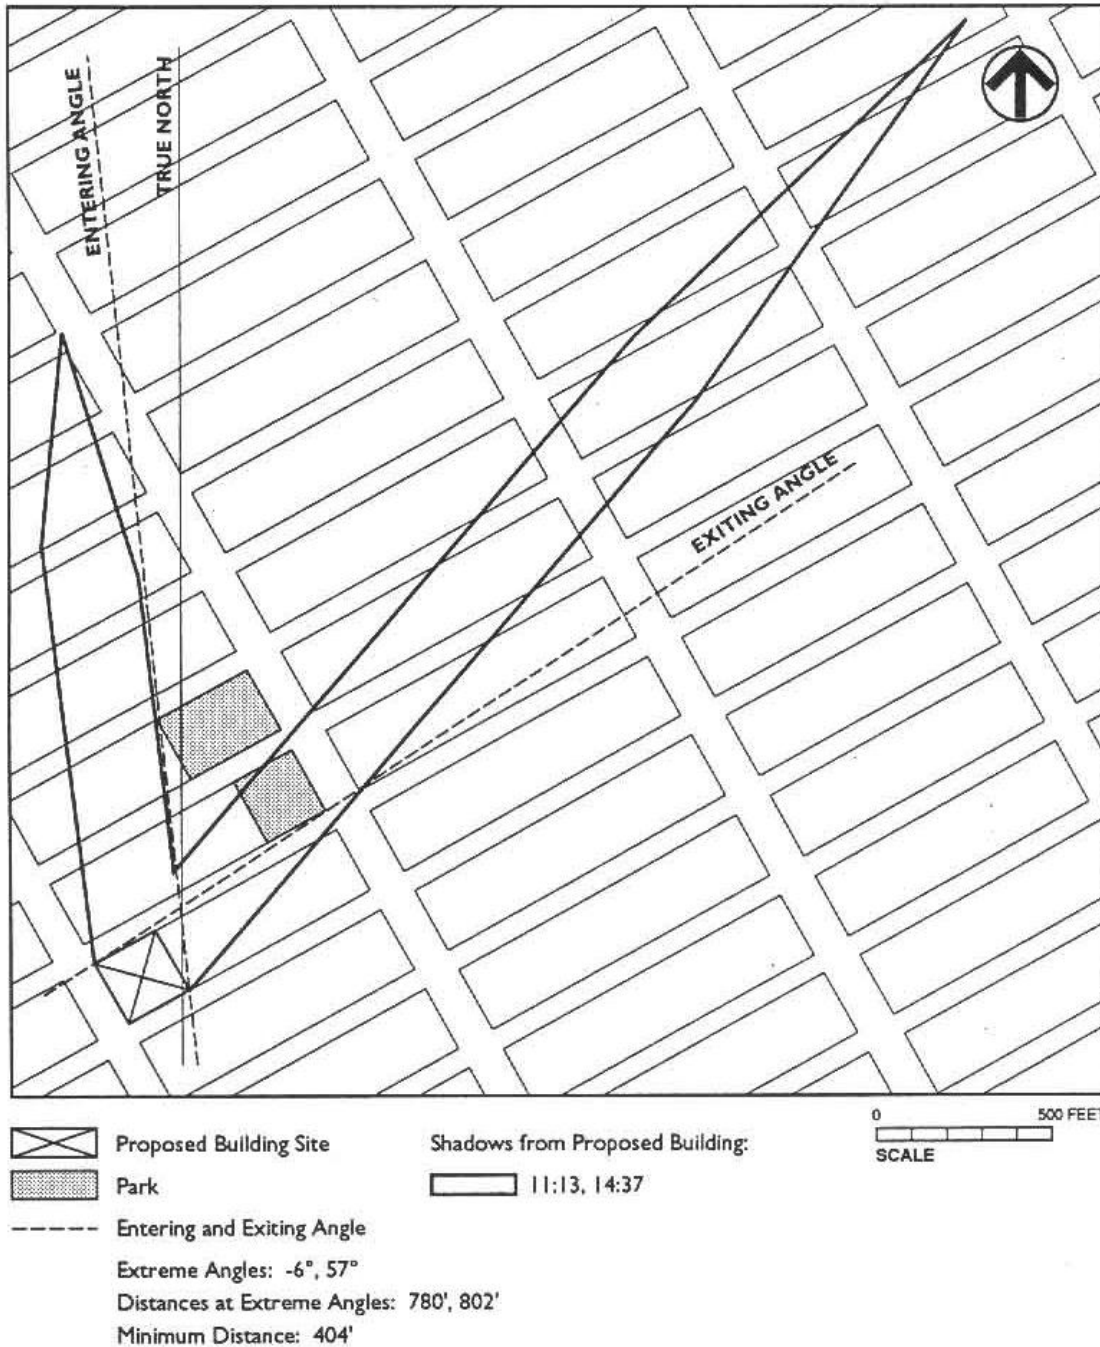 ENTERING ANGLE
TRUE NORTH
EXITING ANGLE
0 500 FEET
SCALE
Proposed Building Site
Park
Entering and Exiting Angle
Extreme Angles: -6°, 57°
Distances at Extreme Angles: 780', 802'
Minimum Distance: 404'
Shadows from Proposed Building:
11:13, 14:37